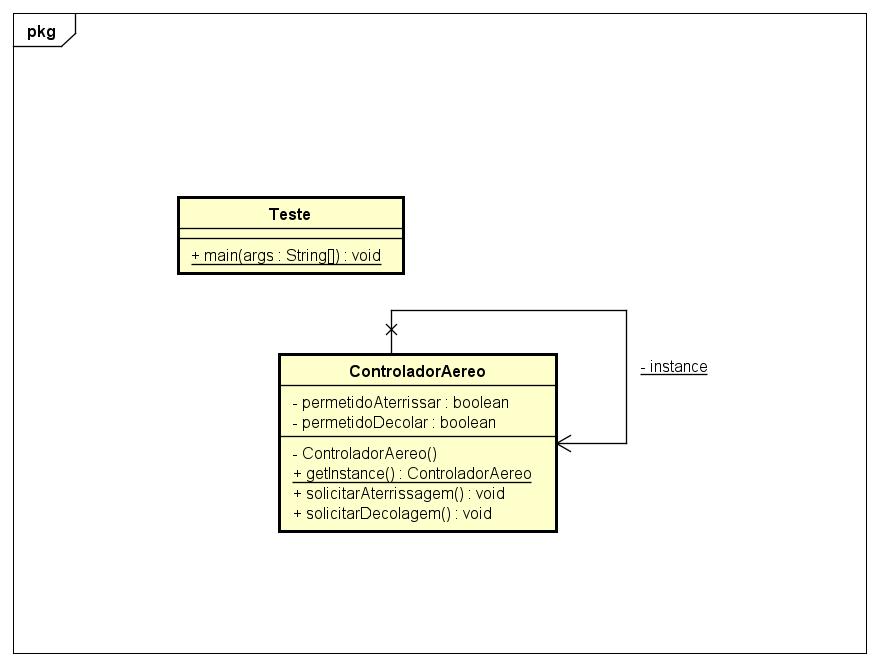 pkg
Teste
+ main(args : String[]) : void
ControladorAereo
- permetidoAterrissar : boolean
- permetidoDecolar : boolean
- ControladorAereo()
+ getInstance() : ControladorAereo
+ solicitarAterrissagem() : void
+ solicitarDecolagem() : void
- instance